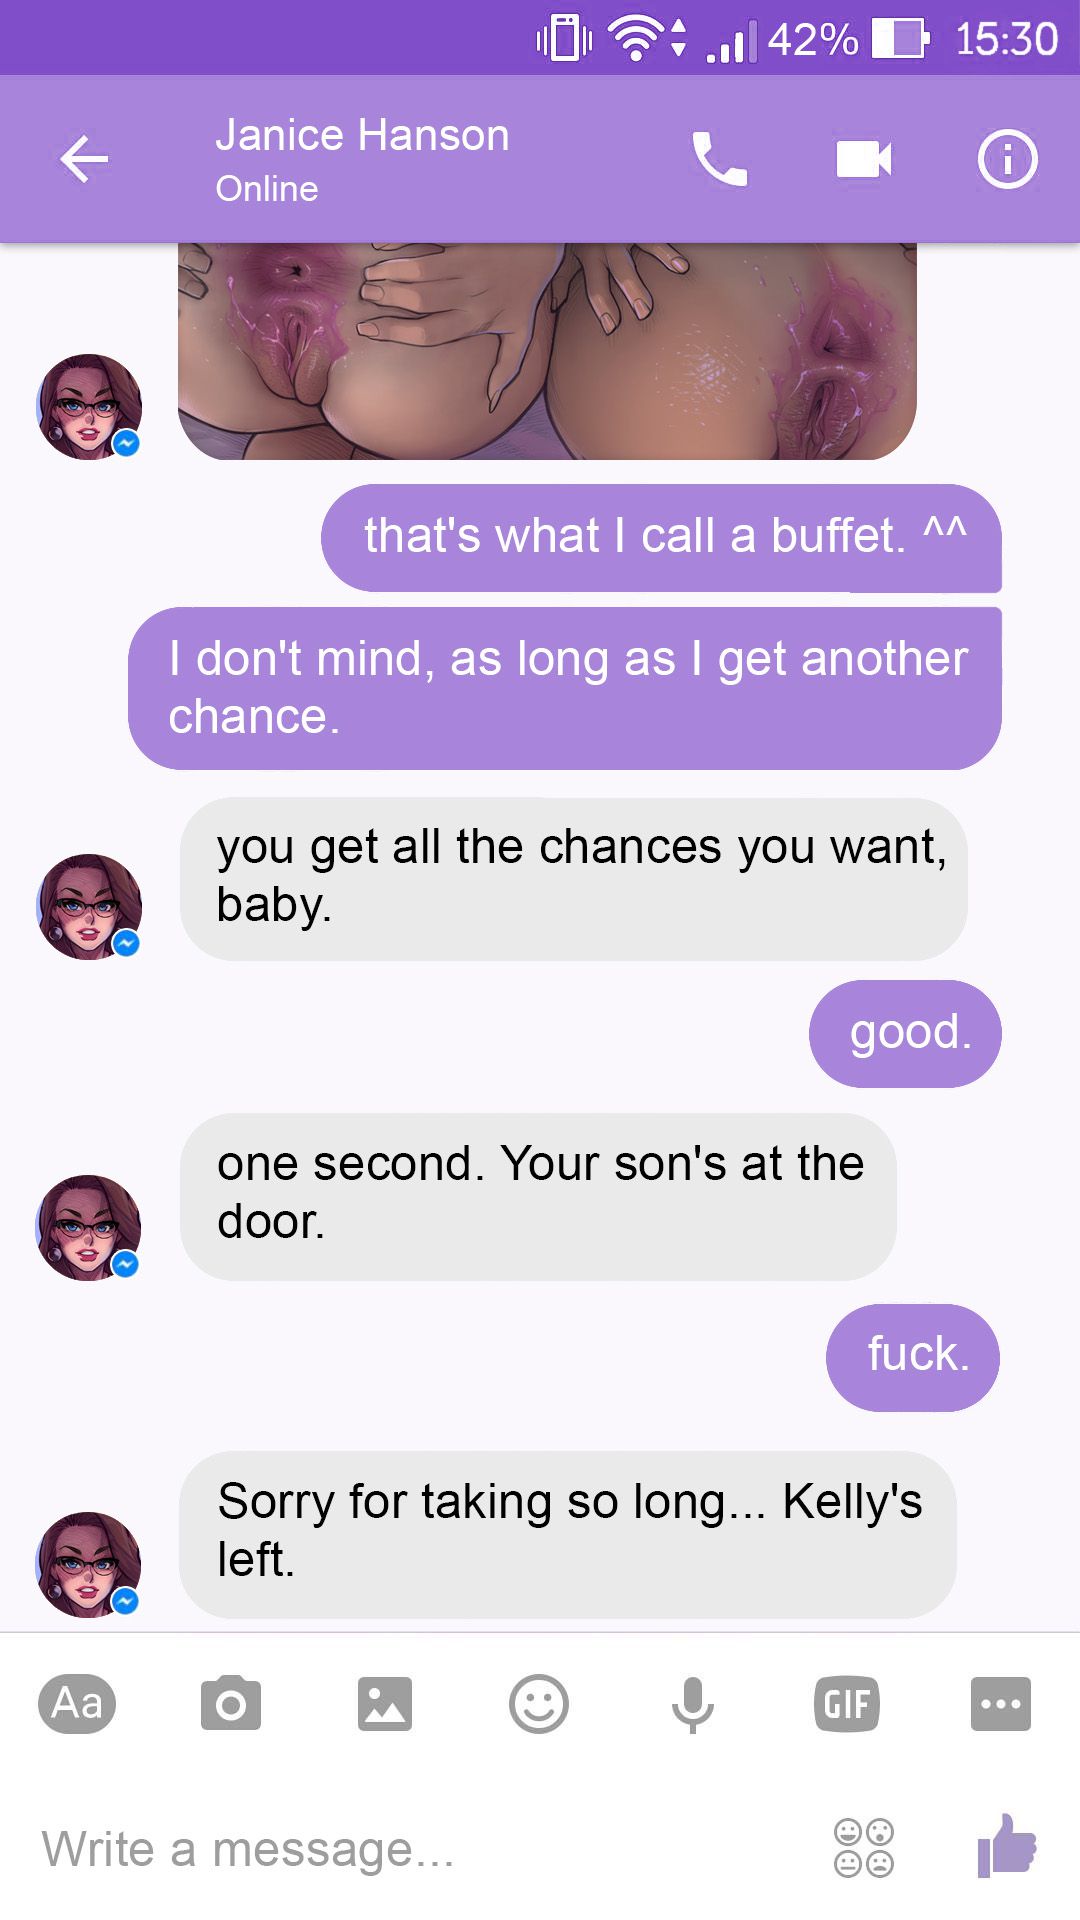 42% 15:30
Janice Hanson
Online
that's what I call a buffet. ^^
I don't mind, as long as I get another
chance.
you get all the chances you want,
baby.
good.
one second. Your son's at the
door.
fuck.
Sorry for taking so long... Kelly's
left.
Aa GIF
Write a message...